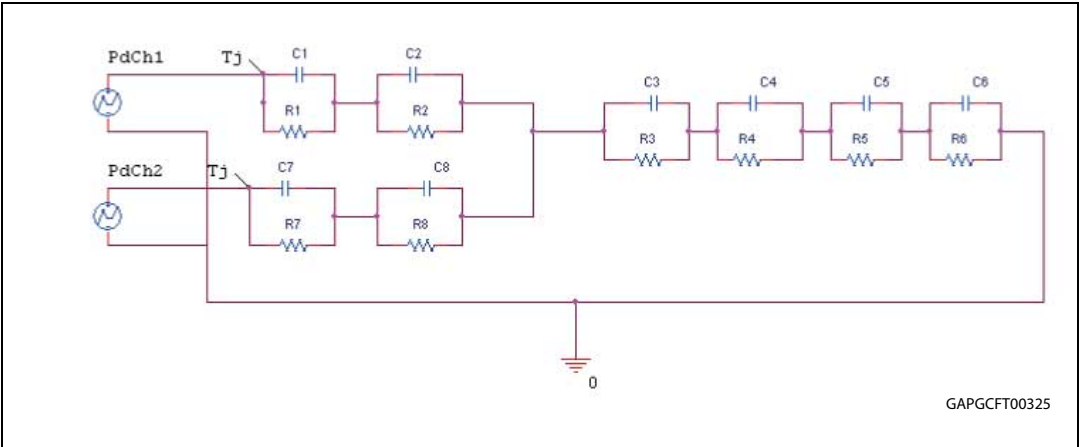 PdCh1
Tj
C1
C2
R1
R2
C3
C4
C5
C6
R3
R4
R5
R6
PdCh2
Tj
C7
C8
R7
R8
0
GAPGCFT00325